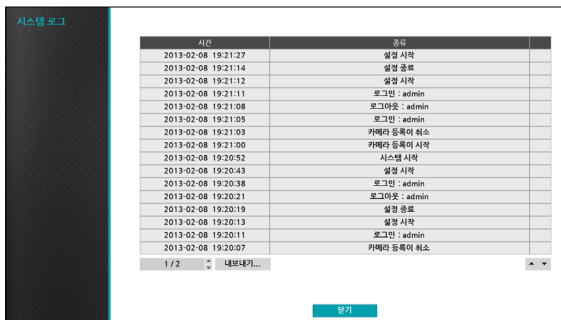 시스템 로그
시간 종류
2013-02-08 19:21:27 설정 시작
2013-02-08 19:21:14 설정 종료
2013-02-08 19:21:12 설정 시작
2013-02-08 19:21:11 로그인 : admin
2013-02-08 19:21:08 로그아웃 : admin
2013-02-08 19:21:05 로그인 : admin
2013-02-08 19:21:03 카메라 등록이 취소
2013-02-08 19:21:00 카메라 등록이 시작
2013-02-08 19:20:52 시스템 시작
2013-02-08 19:20:43 설정 시작
2013-02-08 19:20:38 로그인 : admin
2013-02-08 19:20:21 로그아웃 : admin
2013-02-08 19:20:19 설정 종료
2013-02-08 19:20:13 설정 시작
2013-02-08 19:20:11 로그인 : admin
2013-02-08 19:20:07 카메라 등록이 취소
1 / 2 내보내기...
닫기